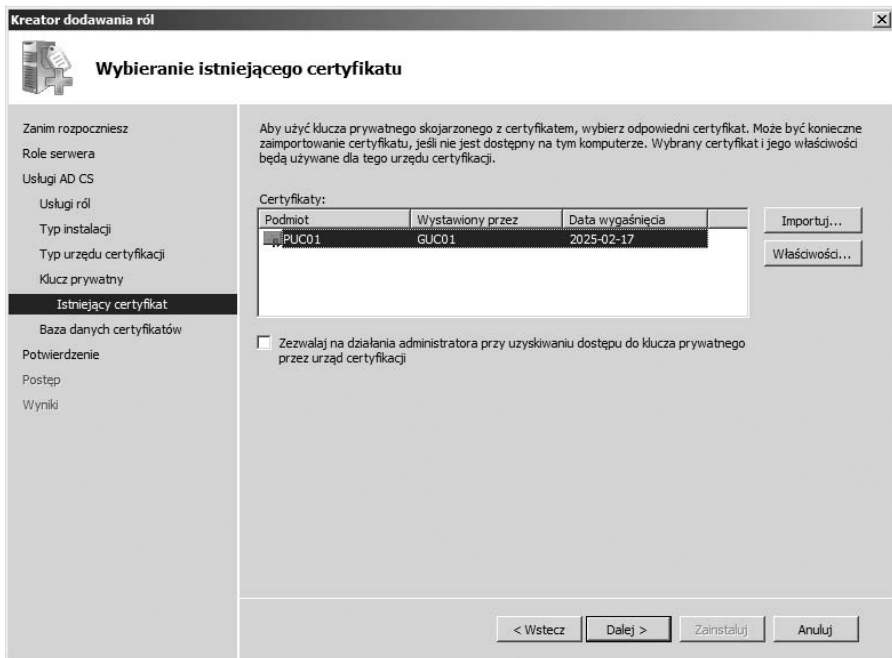 Kreator dodawania ról
Wybieranie istniejącego certyfikatu
Zanim rozpoczniesz
Role serwera
Usługi AD CS
Usługi ról
Typ instalacji
Typ urzędu certyfikacji
Klucz prywatny
Istniejący certyfikat
Baza danych certyfikatów
Potwierdzenie
Postęp
Wyniki
Aby użyć klucza prywatnego skojarzonego z certyfikatem, wybierz odpowiedni certyfikat. Może być konieczne
zaimportowanie certyfikatu, jeśli nie jest dostępny na tym komputerze. Wybrany certyfikat i jego właściwości
będą używane dla tego urzędu certyfikacji.
Certyfikaty:
Podmiot Wystawiony przez Data wygaśnięcia
PUC01 GUC01 2025-02-17
Importuj...
Właściwości...
Zezwalaj na działania administratora przy uzyskiwaniu dostępu do klucza prywatnego
przez urząd certyfikacji
< Wstecz Dalej > Zainstaluj Anuluj